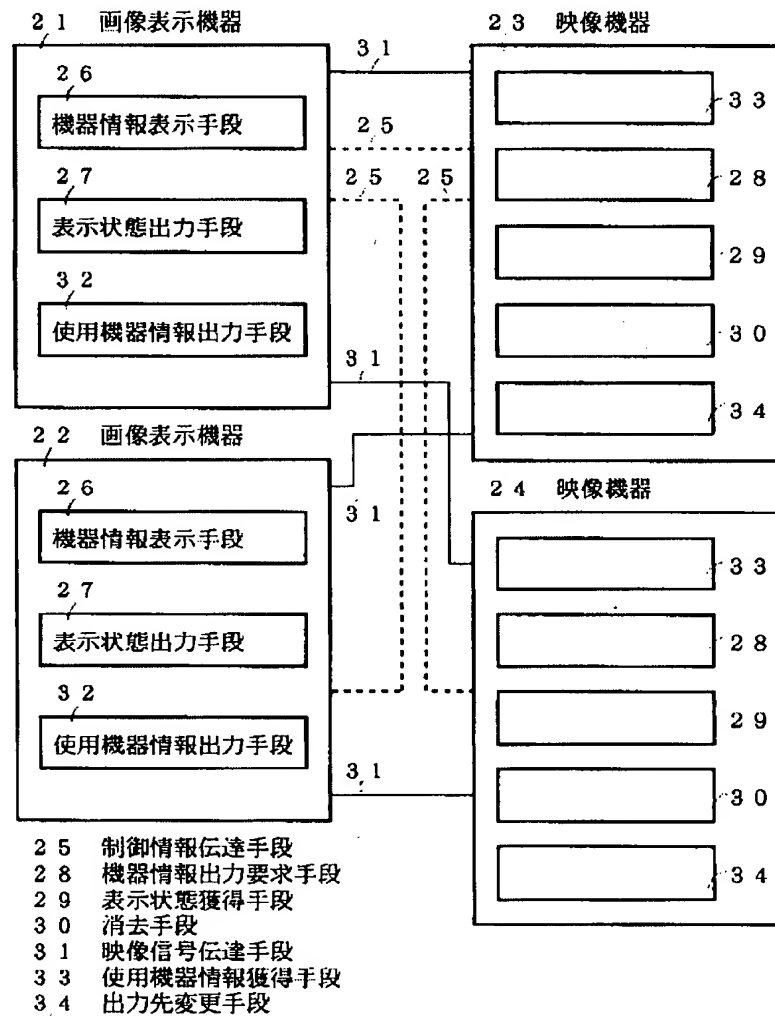 21 画像表示機器
26
機器情報表示手段
27
表示状態出力手段
32
使用機器情報出力手段
31
25
25
25
31
23 映像機器
33
28
29
30
34
22 画像表示機器
26
機器情報表示手段
27
表示状態出力手段
32
使用機器情報出力手段
31
31
24 映像機器
33
28
29
30
34
25 制御情報伝達手段
28 機器情報出力要求手段
29 表示状態獲得手段
30 消去手段
31 映像信号伝達手段
33 使用機器情報獲得手段
34 出力先変更手段